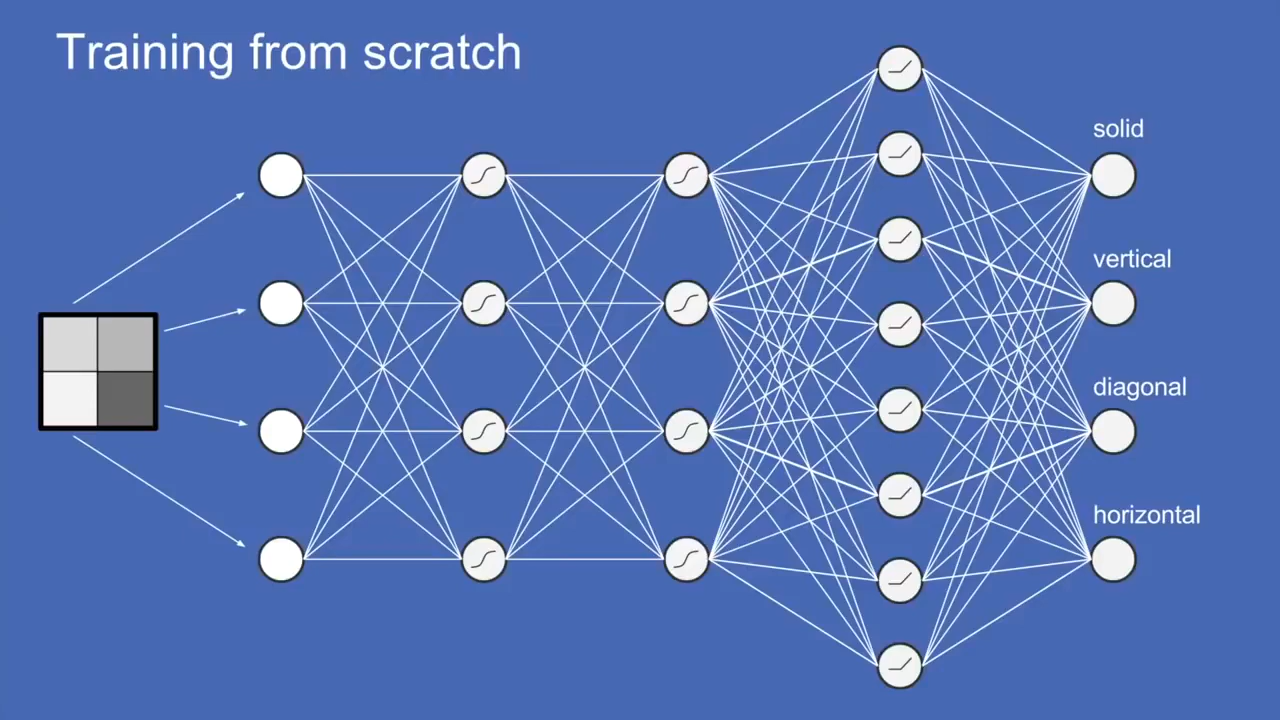 Training from scratch
solid
vertical
diagonal
horizontal